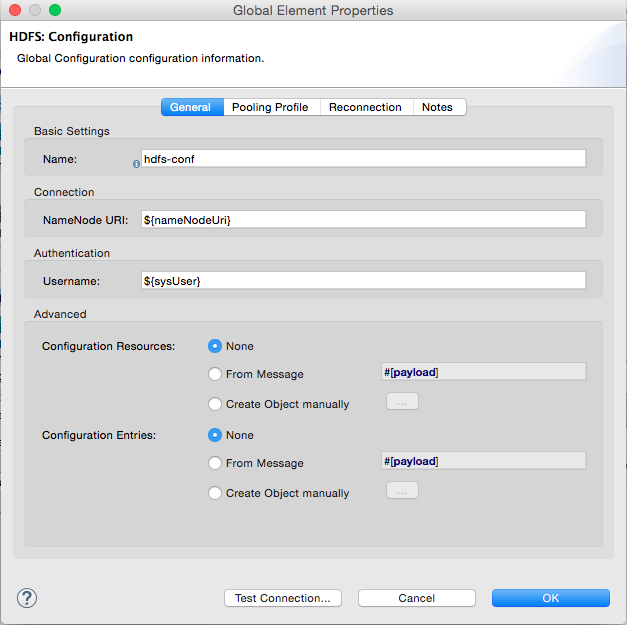 Global Element Properties
HDFS: Configuration
Global Configuration configuration information.
General Pooling Profile Reconnection Notes
Basic Settings
Name: hdfs-conf
Connection
NameNode URI: ${nameNodeUri}
Authentication
Username: ${sysUser}
Advanced
Configuration Resources: None
From Message #[payload]
Create Object manually ...
Configuration Entries: None
From Message #[payload]
Create Object manually ...
? Test Connection... Cancel OK